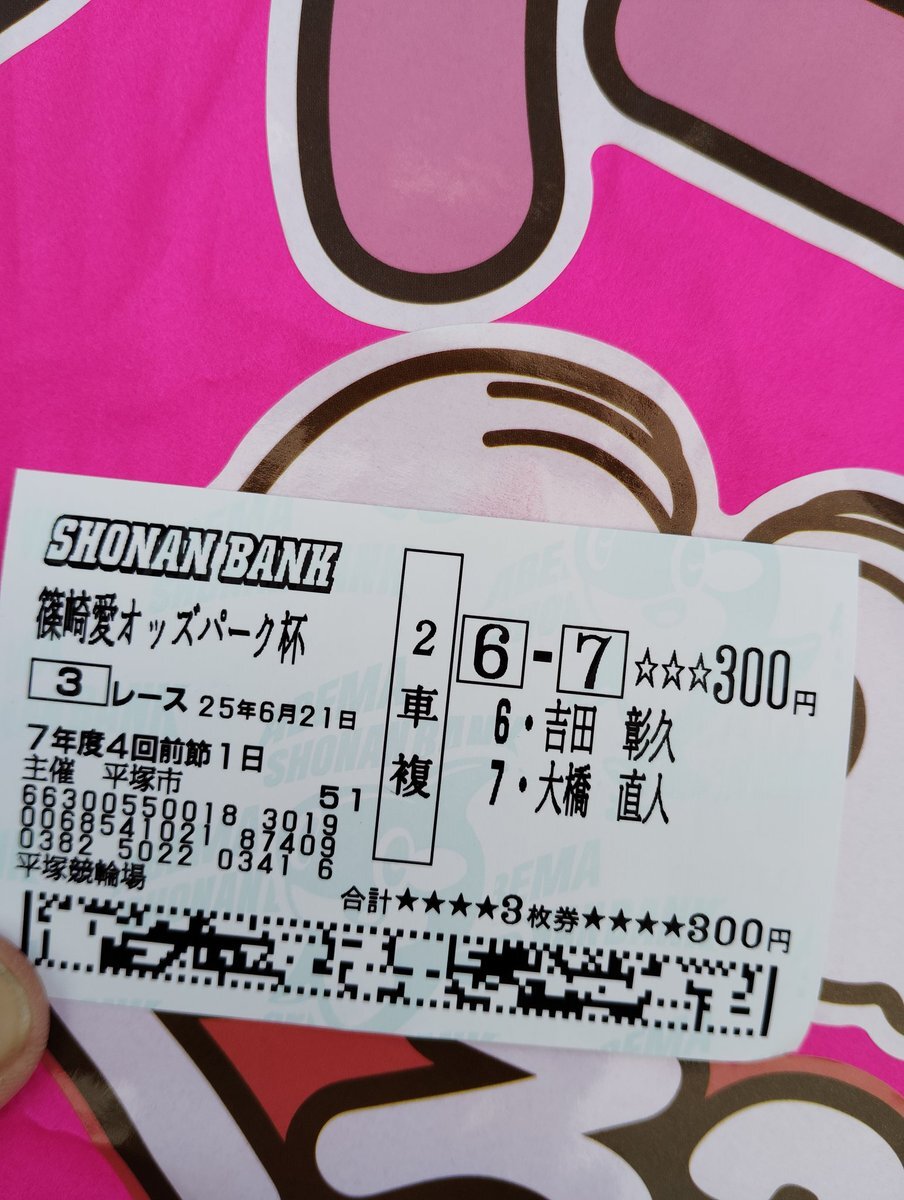 SHONAN BANK
篠崎愛オッズパーク杯
3 レース 25年6月21日
7年度4回前節1日
主催 平塚市
51
66300550018 3019
0068541021 87409
0382 5022 0341 6
平塚競輪場
2車複
6-7 ☆☆☆300円
6・吉田 彰久
7・大橋 直人
合計★★★★3枚券★★★★300円